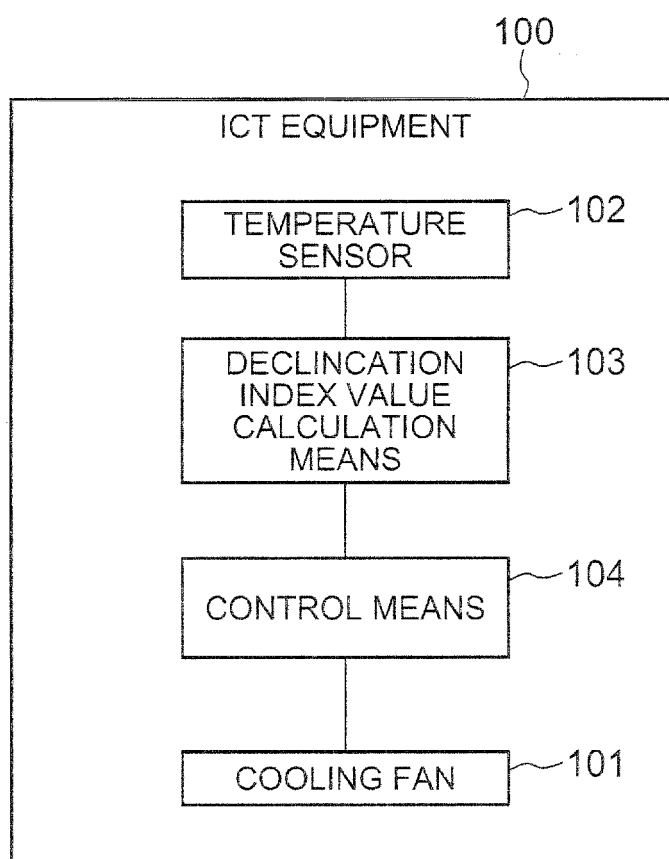 100
ICT EQUIPMENT
102
TEMPERATURE
SENSOR
103
DECLINCATION
INDEX VALUE
CALCULATION
MEANS
104
CONTROL MEANS
101
COOLING FAN